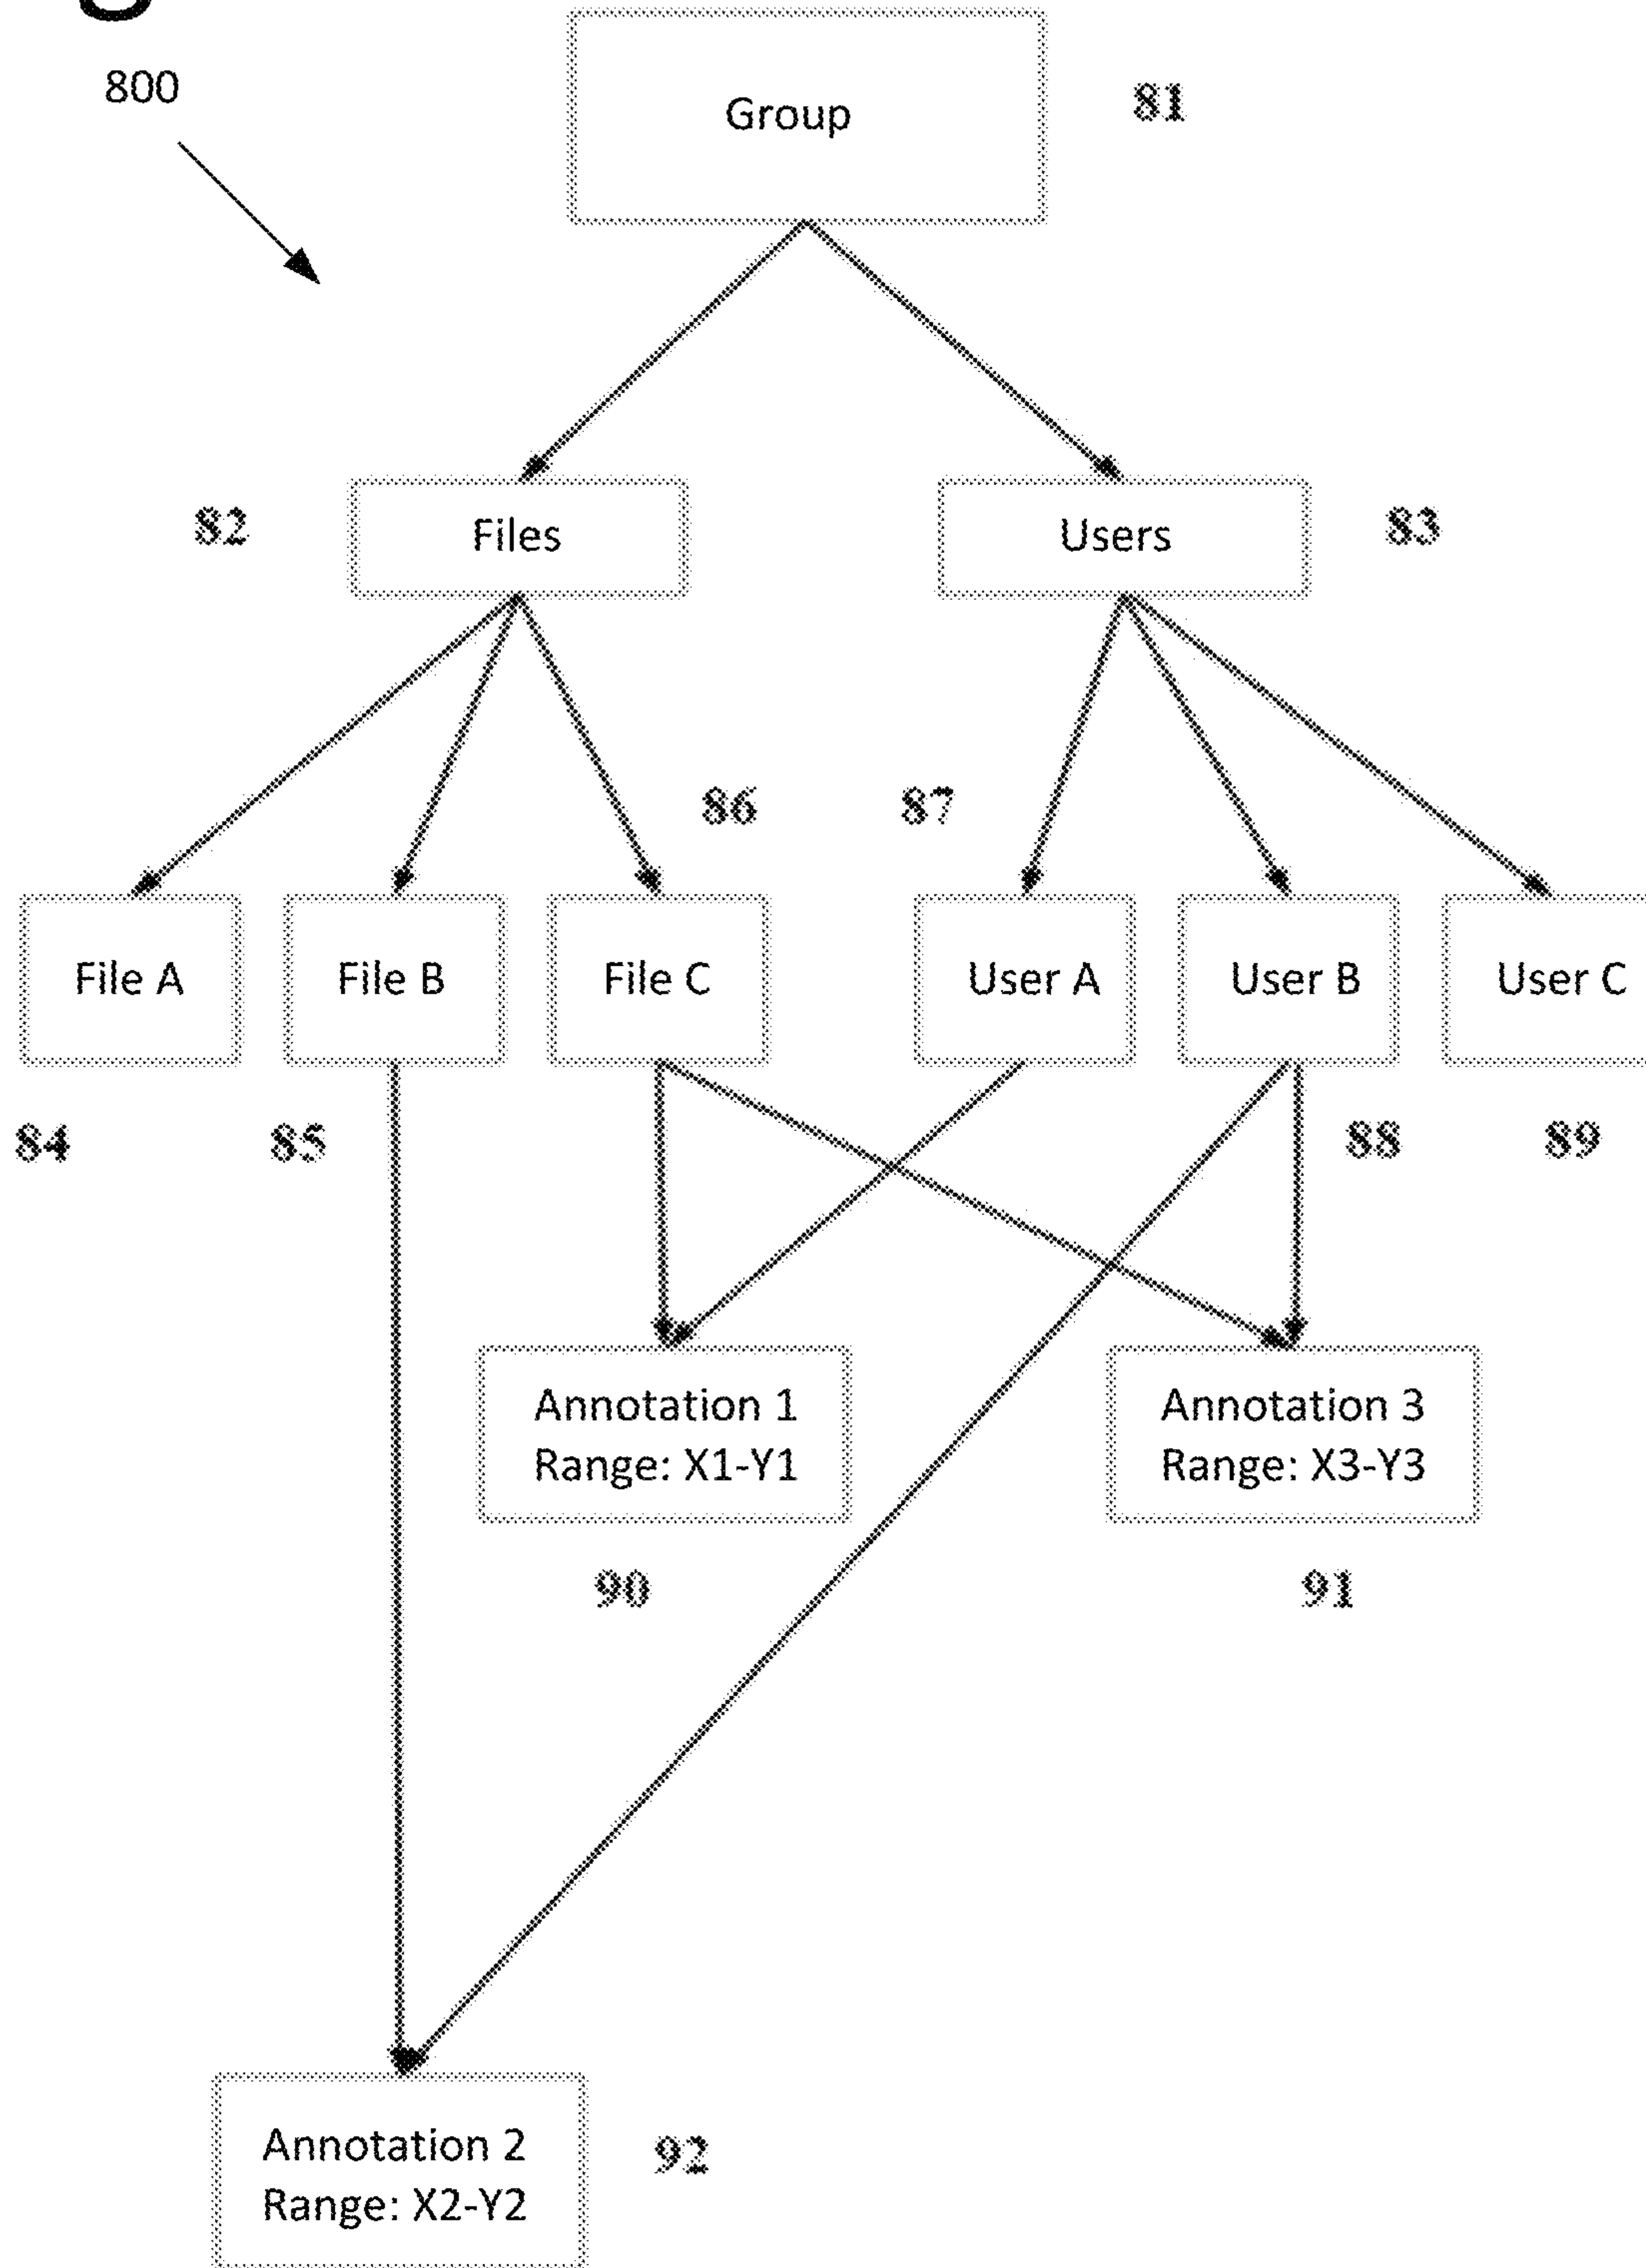 800
Group
81
82
Files
Users
83
86
87
File A
File B
File C
User A
User B
User C
84
85
88
89
Annotation 1
Range: X1-Y1
Annotation 3
Range: X3-Y3
90
91
Annotation 2
Range: X2-Y2
92